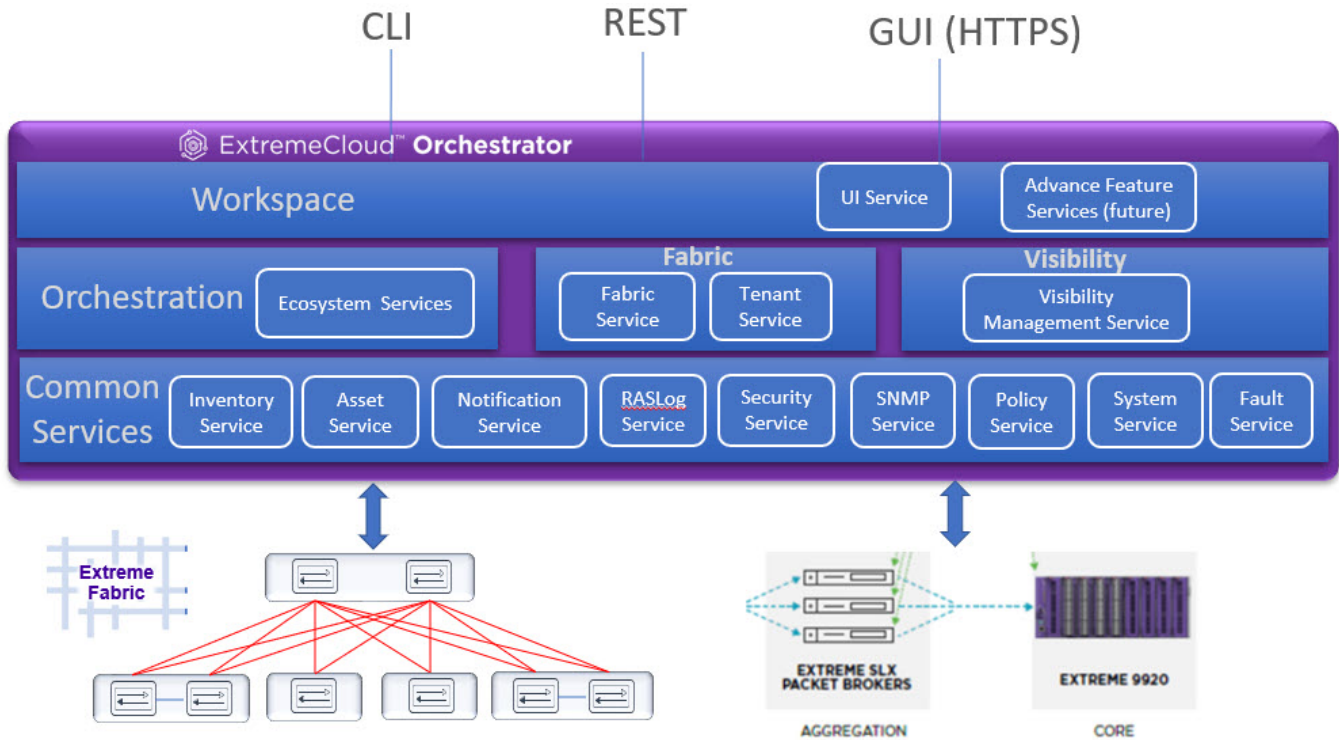 CLI
REST
GUI (HTTPS)
ExtremeCloud™ Orchestrator
Workspace
UI Service
Advance Feature
Services (future)
Orchestration
Ecosystem Services
Fabric
Fabric
Service
Tenant
Service
Visibility
Visibility
Management Service
Common
Services
Inventory
Service
Asset
Service
Notification
Service
RASLog
Service
Security
Service
SNMP
Service
Policy
Service
System
Service
Fault
Service
Extreme
Fabric
EXTREME SLX
PACKET BROKERS
AGGREGATION
EXTREME 9920
CORE